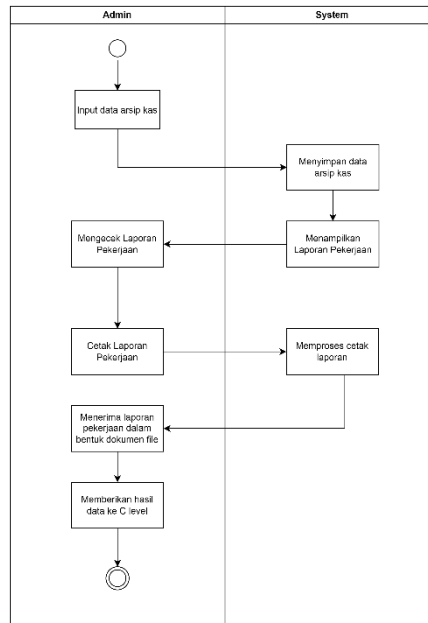 Admin
System
Input data arsip kas
Menyimpan data
arsip kas
Mengecek Laporan
Pekerjaan
Menampilkan
Laporan Pekerjaan
Cetak Laporan
Pekerjaan
Memproses cetak
laporan
Menerima laporan
pekerjaan dalam
bentuk dokumen file
Memberikan hasil
data ke C level